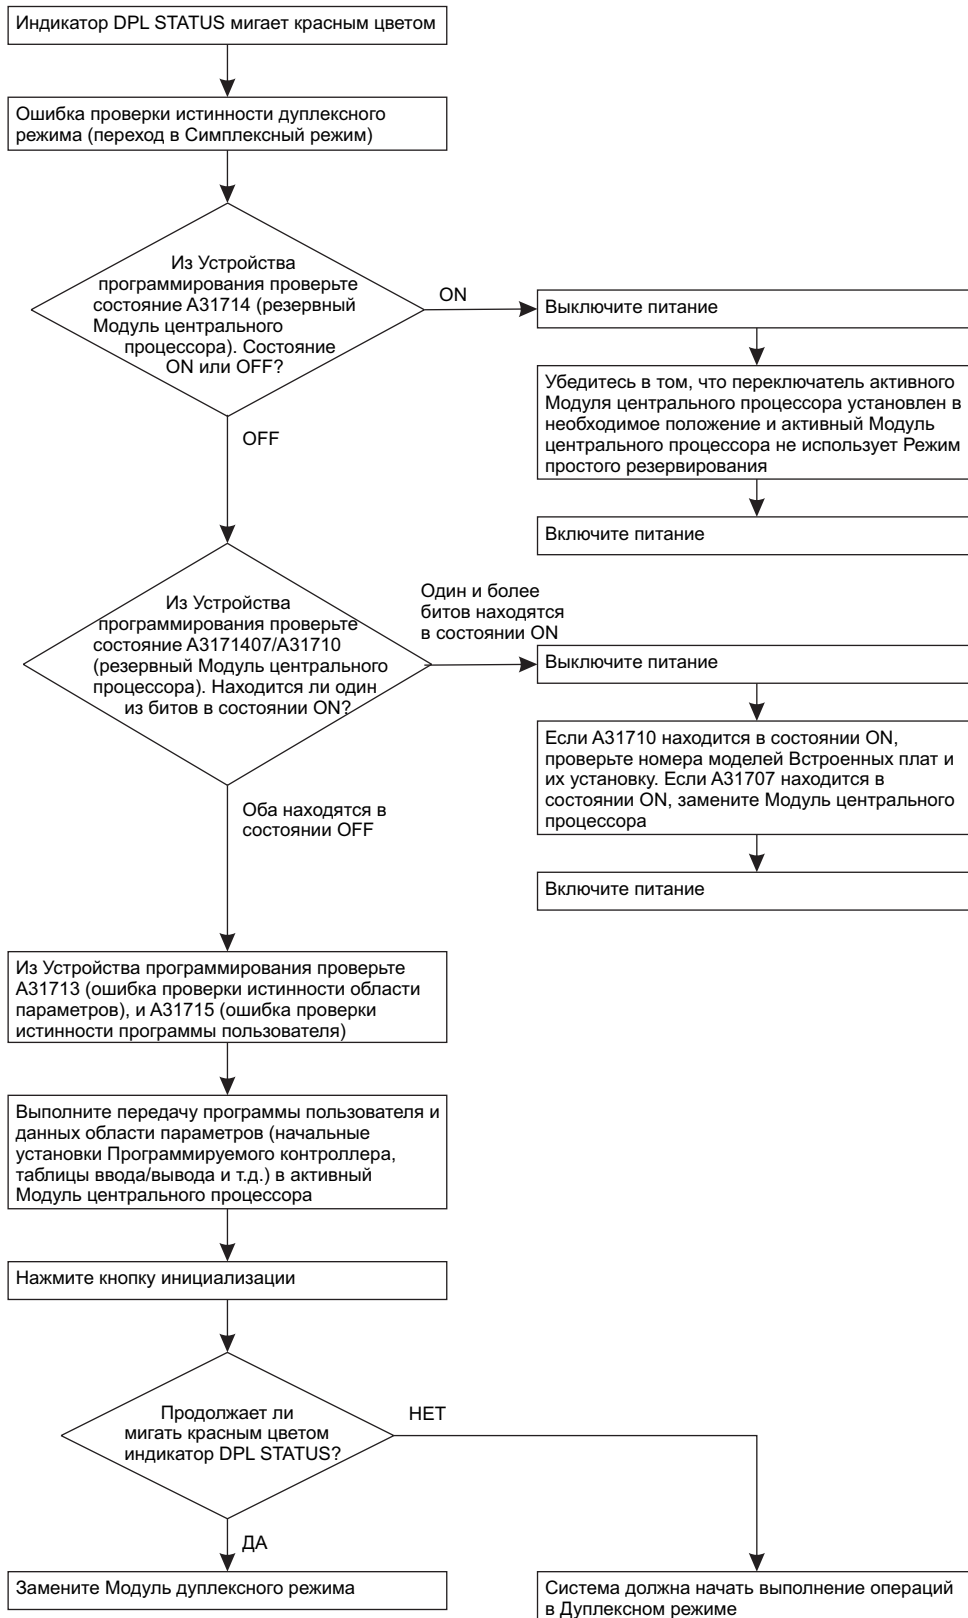 Индикатор DPL STATUS мигает красным цветом
Ошибка проверки истинности дуплексного
режима (переход в Симплексный режим)
Из Устройства
программирования проверьте
состояние A31714 (резервный
Модуль центрального
процессора). Состояние
ON или OFF?
ON
Выключите питание
Убедитесь в том, что переключатель активного
Модуля центрального процессора установлен в
необходимое положение и активный Модуль
центрального процессора не использует Режим
простого резервирования
Включите питание
OFF
Из Устройства
программирования проверьте
состояние A3171407/A31710
(резервный Модуль центрального
процессора). Находится ли один
из битов в состоянии ON?
Один и более
битов находятся
в состоянии ON
Выключите питание
Если A31710 находится в состоянии ON,
проверьте номера моделей Встроенных плат и
их установку. Если A31707 находится в
состоянии ON, замените Модуль центрального
процессора
Включите питание
Оба находятся в
состоянии OFF
Из Устройства программирования проверьте
A31713 (ошибка проверки истинности области
параметров), и A31715 (ошибка проверки
истинности программы пользователя)
Выполните передачу программы пользователя и
данных области параметров (начальные
установки Программируемого контроллера,
таблицы ввода/вывода и т.д.) в активный
Модуль центрального процессора
Нажмите кнопку инициализации
Продолжает ли
мигать красным цветом
индикатор DPL STATUS?
НЕТ
ДА
Замените Модуль дуплексного режима
Система должна начать выполнение операций
в Дуплексном режиме